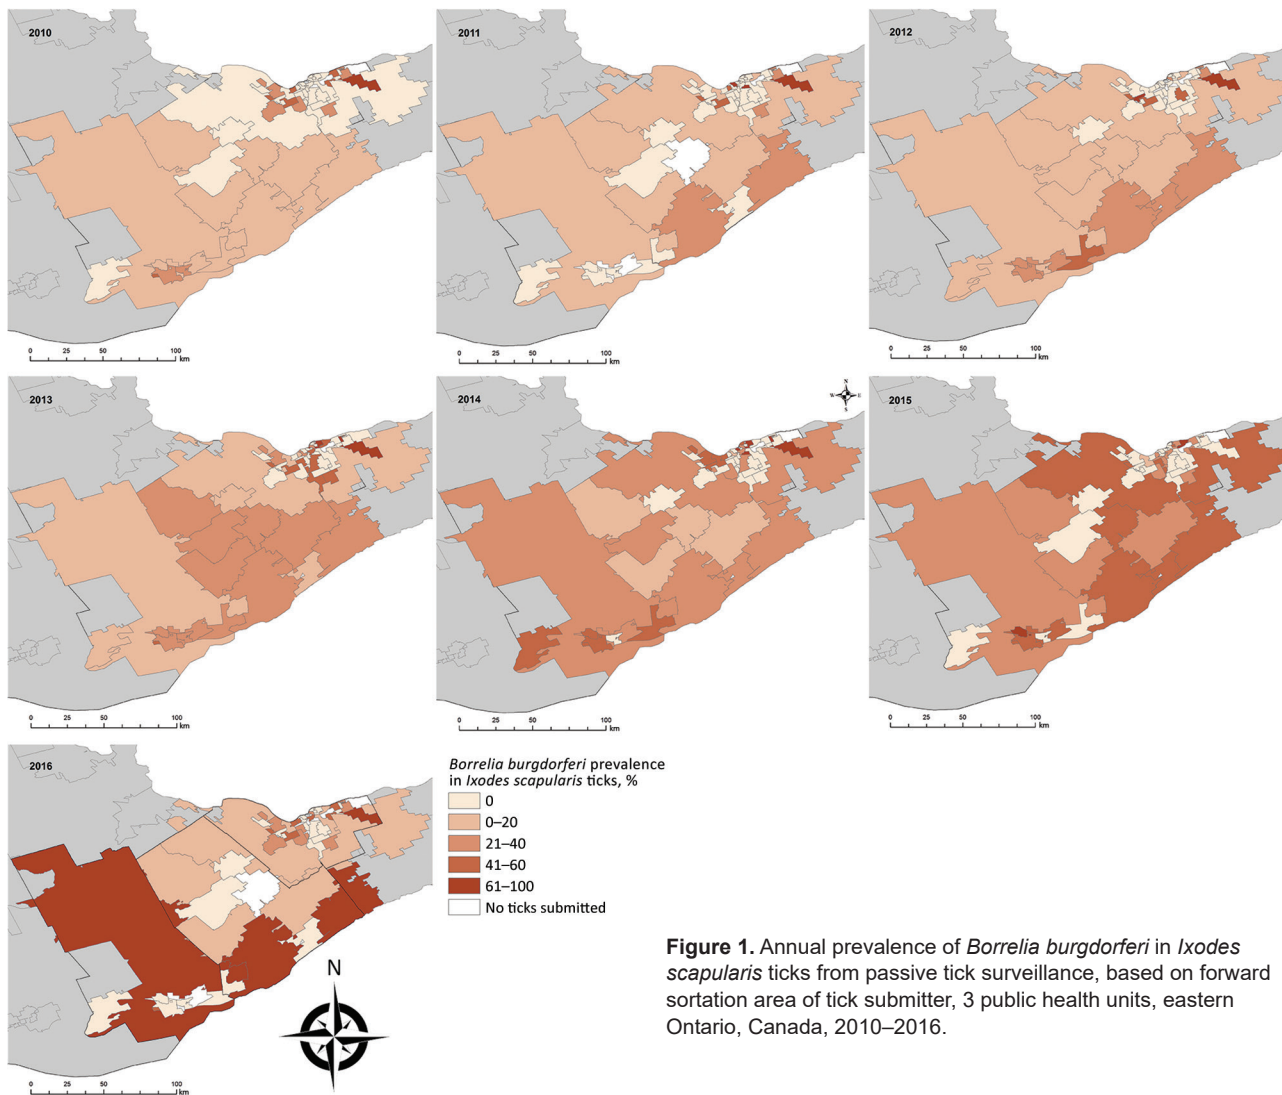 2010
0 25 50 100
km
2011
0 25 50 100
km
2012
0 25 50 100
km
2013
0 25 50 100
km
2014
N
W E
S
0 25 50 100
km
2015
0 25 50 100
km
2016
0 25 50 100
km
N
Borrelia burgdorferi prevalence
in Ixodes scapularis ticks, %
0
0–20
21–40
41–60
61–100
No ticks submitted
Figure 1. Annual prevalence of Borrelia burgdorferi in Ixodes
scapularis ticks from passive tick surveillance, based on forward
sortation area of tick submitter, 3 public health units, eastern
Ontario, Canada, 2010–2016.